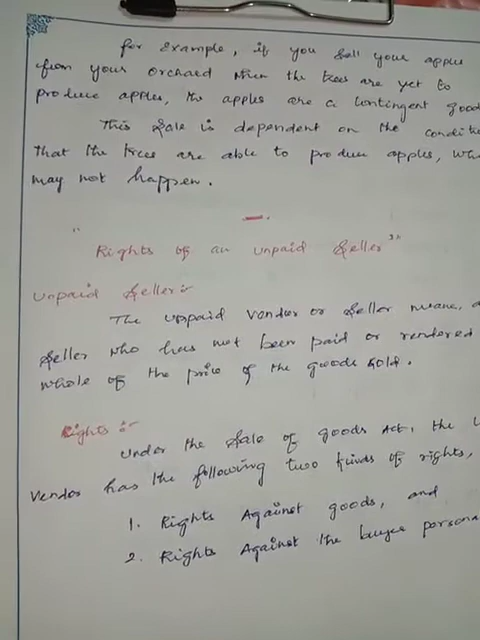 for Example, if you sell your apples
from your orchard when the trees are yet to
produce apples, the apples are a contingent good
This sale is dependent on the conditi
that the trees are able to produce apples, whi
may not happen.
"Rights of an unpaid seller"
Unpaid seller:-
The unpaid vendor or seller means, a
seller who has not been paid or rendered
whole of the price of the goods sold.
Rights :-
Under the sale of goods Act, the u
vendor has the following two kinds of rights,
1. Rights Against goods, and
2. Rights Against the buyer persona